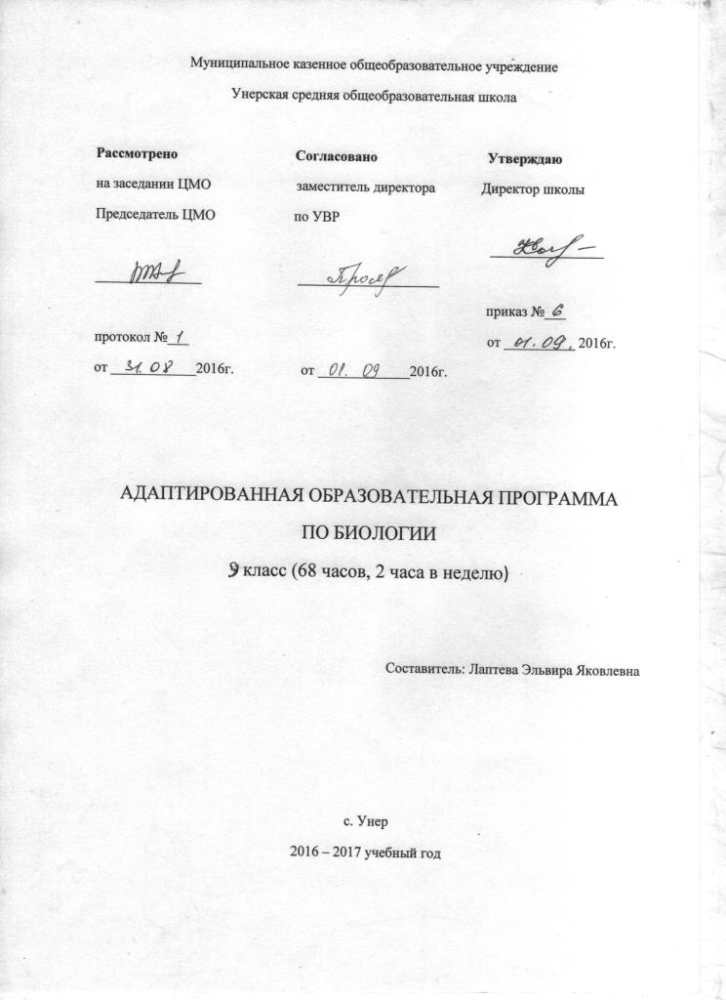 Муниципальное казенное общеобразовательное учреждение
Унерская средняя общеобразовательная школа
Рассмотрено
на заседании ЦМО
Председатель ЦМО
протокол № 1
от 31.08 2016г.
Согласовано
заместитель директора
по УВР
от 01. 09 2016г.
Утверждаю
Директор школы
приказ № 6
от 01.09. 2016г.
АДАПТИРОВАННАЯ ОБРАЗОВАТЕЛЬНАЯ ПРОГРАММА
ПО БИОЛОГИИ
9 класс (68 часов, 2 часа в неделю)
Составитель: Лаптева Эльвира Яковлевна
с. Унер
2016 – 2017 учебный год